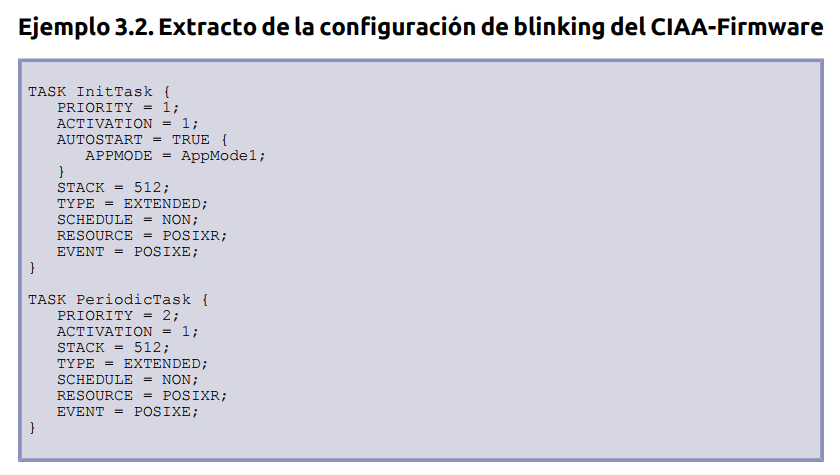 Ejemplo 3.2. Extracto de la configuración de blinking del CIAA-Firmware
TASK InitTask {
PRIORITY = 1;
ACTIVATION = 1;
AUTOSTART = TRUE {
APPMODE = AppMode1;
}
STACK = 512;
TYPE = EXTENDED;
SCHEDULE = NON;
RESOURCE = POSIXR;
EVENT = POSIXE;
}
TASK PeriodicTask {
PRIORITY = 2;
ACTIVATION = 1;
STACK = 512;
TYPE = EXTENDED;
SCHEDULE = NON;
RESOURCE = POSIXR;
EVENT = POSIXE;
}